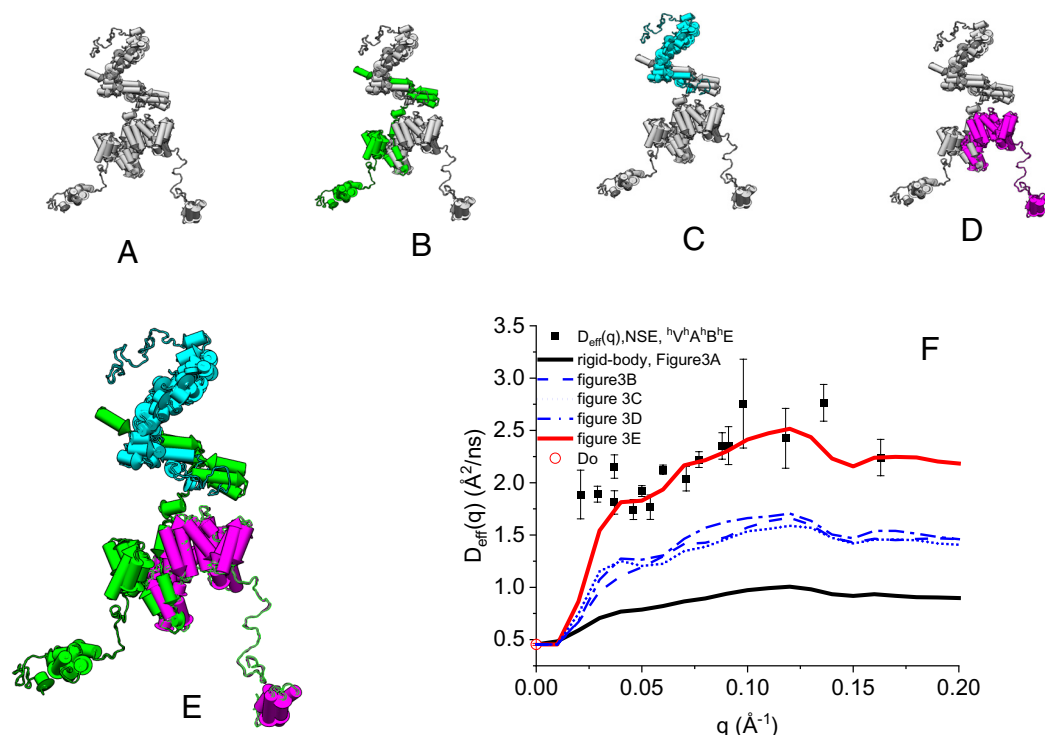 A
B
C
D
E
F
D_eff(q),NSE, ʰVʰAʰBʰE
rigid-body, Figure3A
figure3B
figure 3C
figure 3D
figure 3E
Do
D_eff(q) (Å²/ns)
3.5
3.0
2.5
2.0
1.5
1.0
0.5
0.00 0.05 0.10 0.15 0.20
q (Å⁻¹)